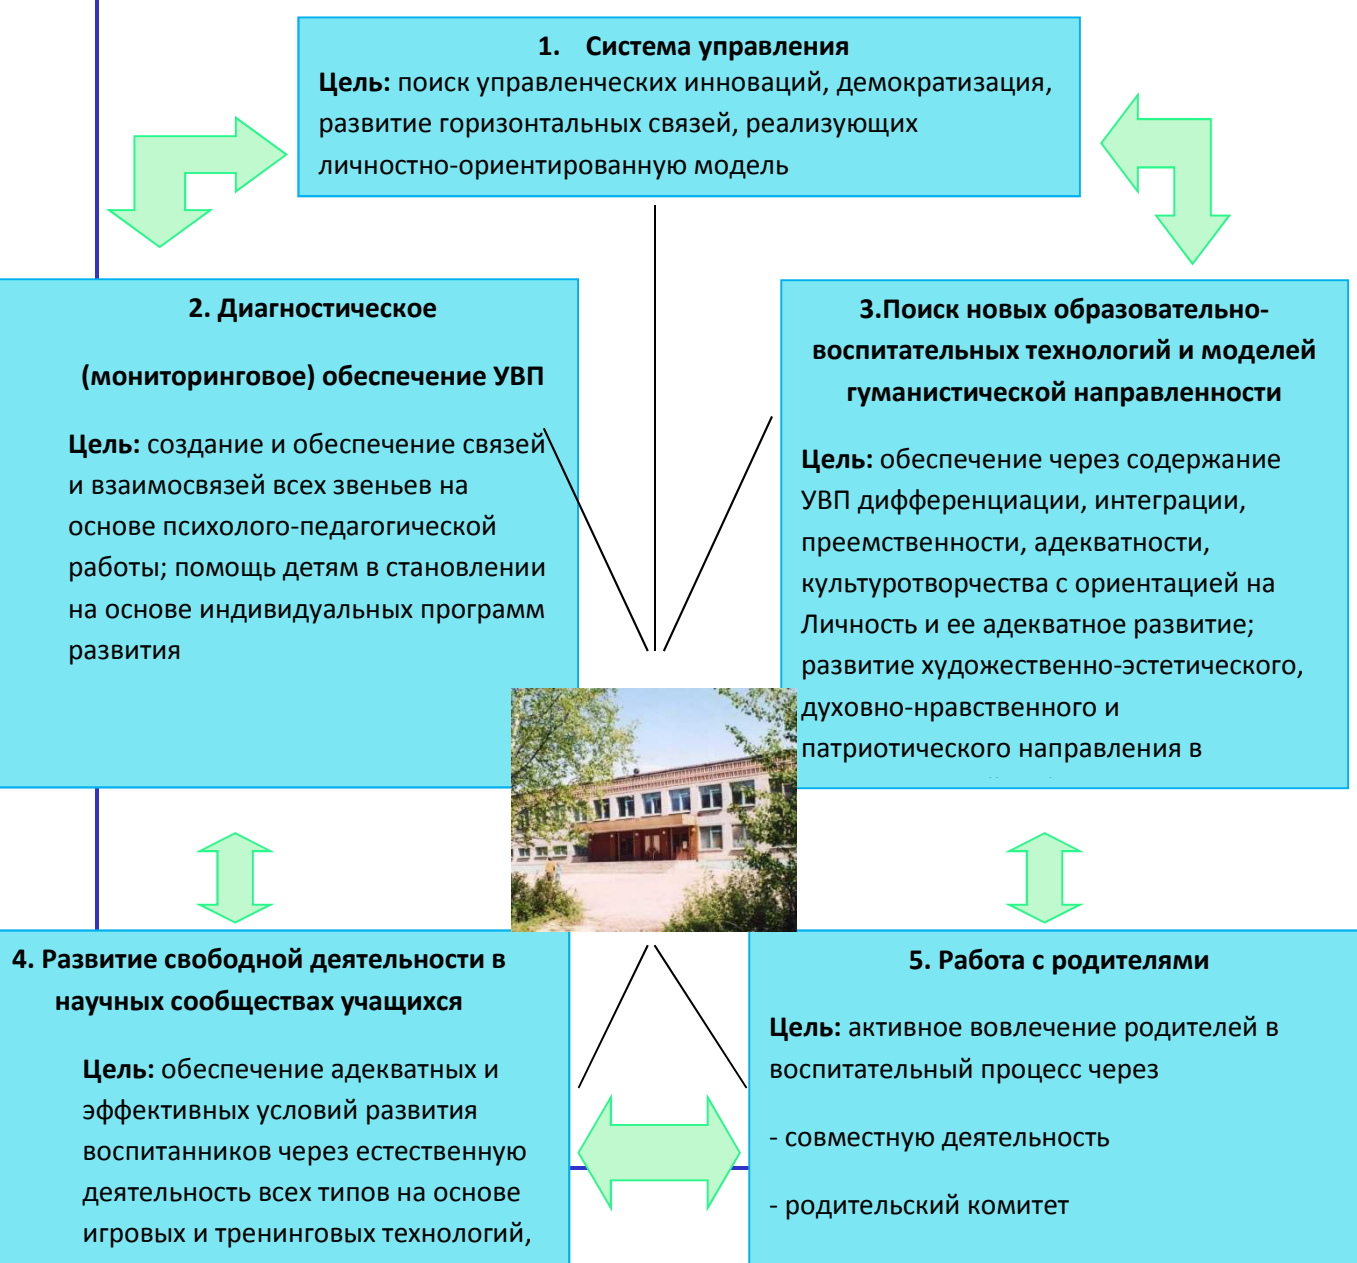 1. Система управления
Цель: поиск управленческих инноваций, демократизация,
развитие горизонтальных связей, реализующих
личностно-ориентированную модель
2. Диагностическое
(мониторинговое) обеспечение УВП
Цель: создание и обеспечение связей
и взаимосвязей всех звеньев на
основе психолого-педагогической
работы; помощь детям в становлении
на основе индивидуальных программ
развития
3.Поиск новых образовательно-
воспитательных технологий и моделей
гуманистической направленности
Цель: обеспечение через содержание
УВП дифференциации, интеграции,
преемственности, адекватности,
культуротворчества с ориентацией на
Личность и ее адекватное развитие;
развитие художественно-эстетического,
духовно-нравственного и
патриотического направления в
4. Развитие свободной деятельности в
научных сообществах учащихся
Цель: обеспечение адекватных и
эффективных условий развития
воспитанников через естественную
деятельность всех типов на основе
игровых и тренинговых технологий,
5. Работа с родителями
Цель: активное вовлечение родителей в
воспитательный процесс через
- совместную деятельность
- родительский комитет